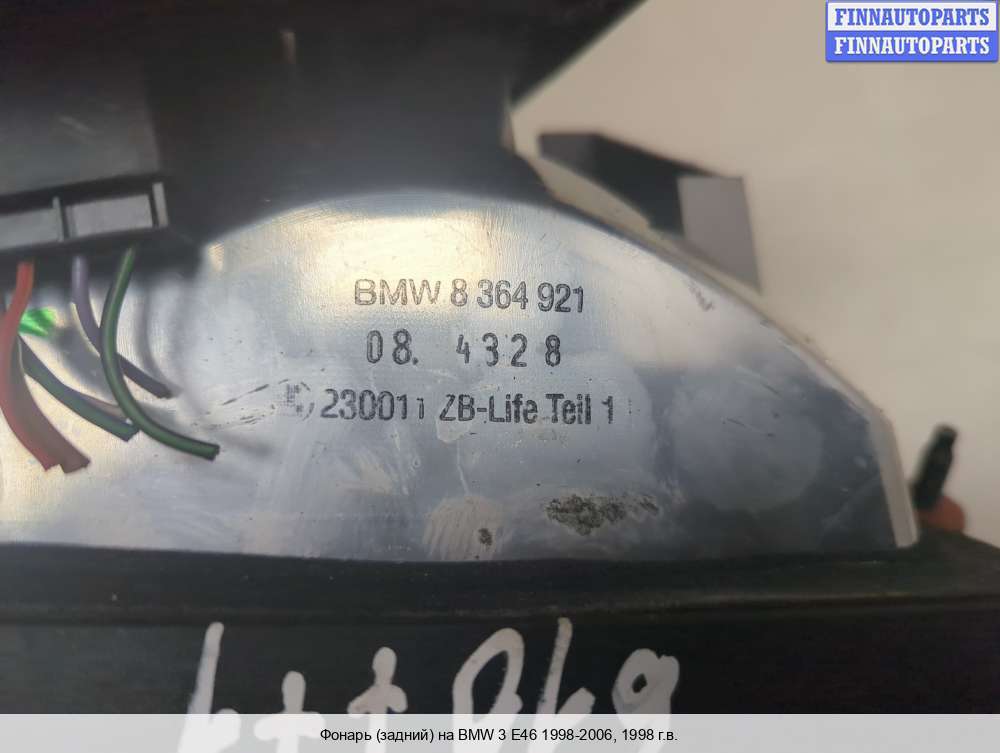 FINNAUTOPARTS
FINNAUTOPARTS
BMW 8 364 921
08. 4328
230011 ZB-Life Teil 1
Фонарь (задний) на BMW 3 E46 1998-2006, 1998 г.в.